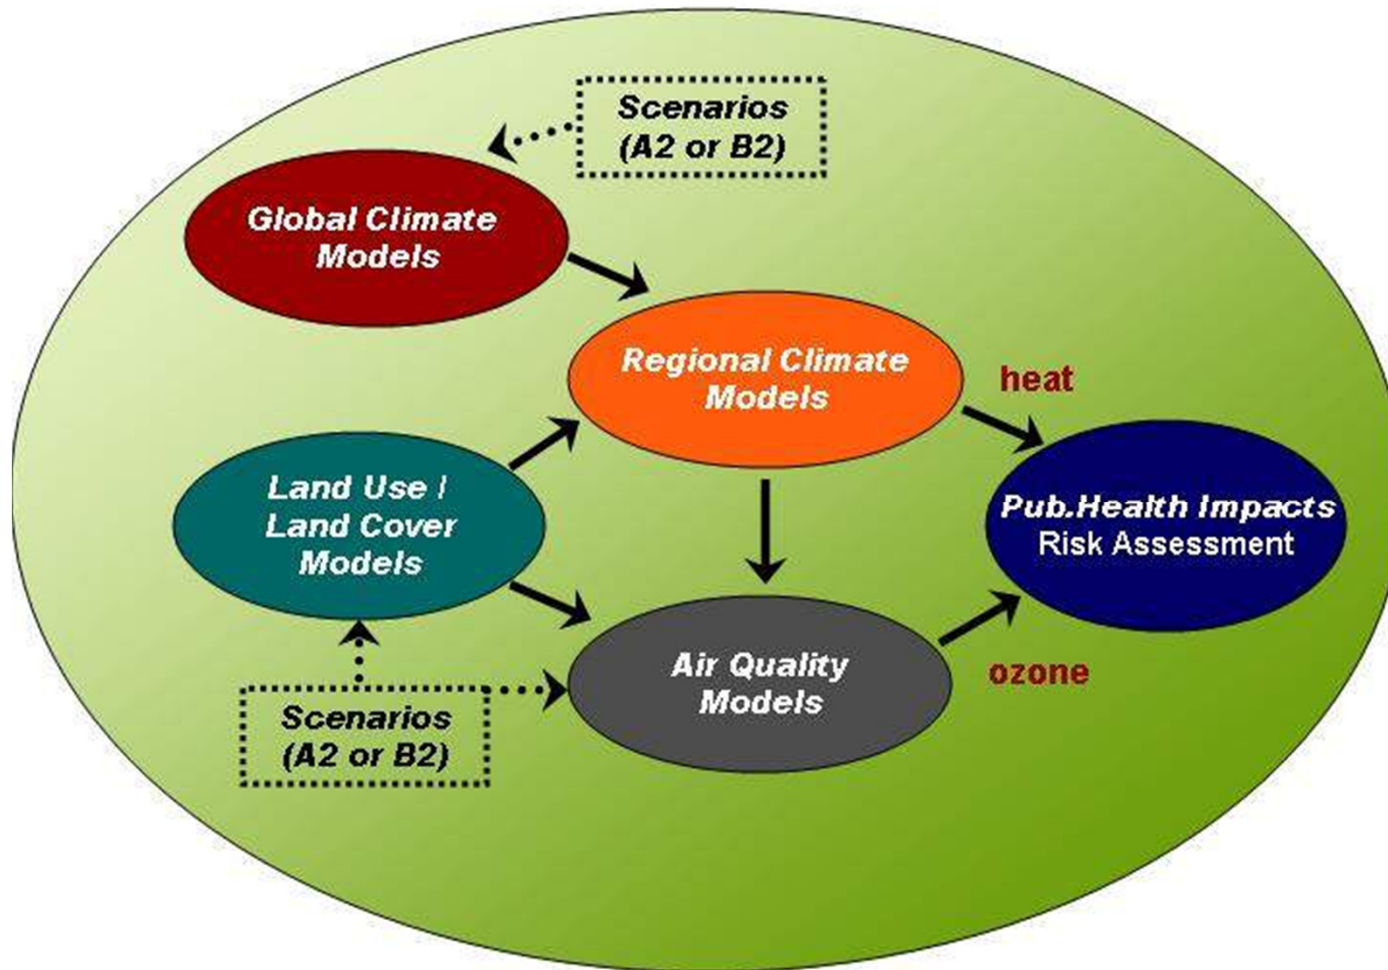 Scenarios
(A2 or B2)
Global Climate
Models
Regional Climate
Models
heat
Land Use /
Land Cover
Models
Pub.Health Impacts
Risk Assessment
Air Quality
Models
ozone
Scenarios
(A2 or B2)